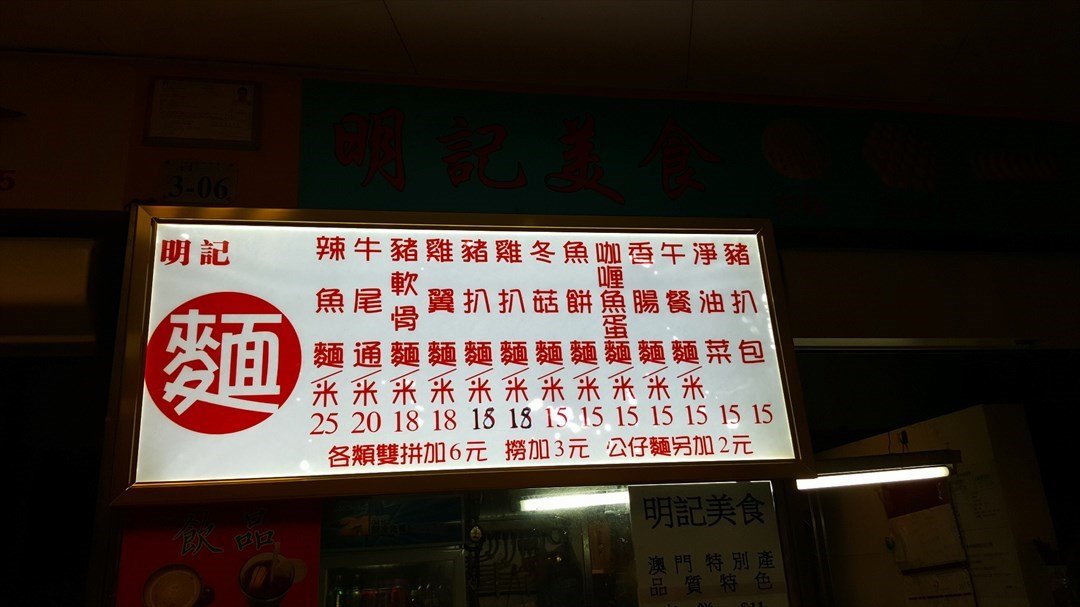 明記美食
3-06
明記
麵
辣魚麵/米 25
牛尾通米 20
豬軟骨麵/米 18
雞翼麵/米 18
豬扒麵/米 18
雞扒麵/米 18
冬菇麵/米 15
魚餅麵/米 15
咖喱魚蛋麵/米 15
香腸麵/米 15
午餐麵/米 15
淨油菜 15
豬扒包 15
各類雙拼加6元 撈加3元 公仔麵另加2元
飲品
明記美食
澳門特別產
品質特色